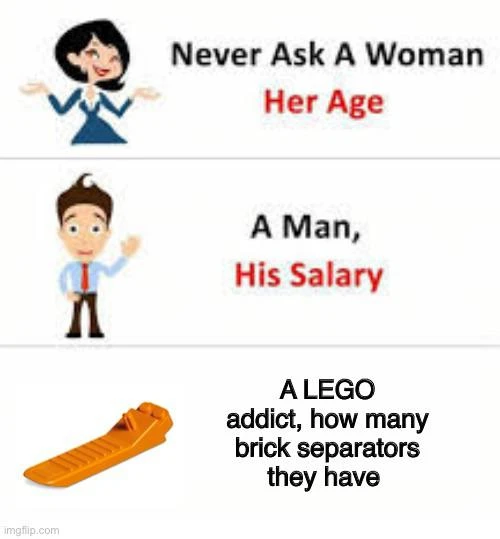 Never Ask A Woman
Her Age
A Man,
His Salary
A LEGO
addict, how many
brick separators
they have
imgflip.com